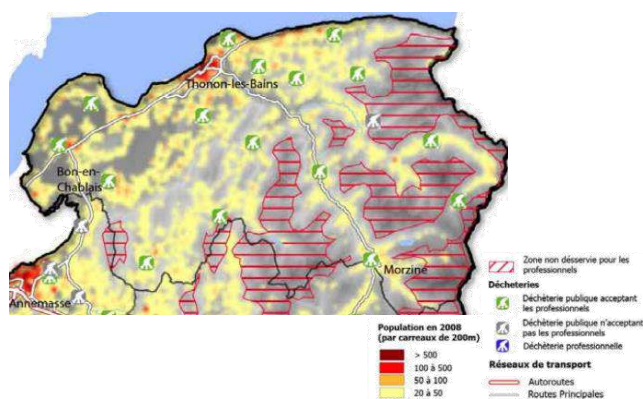 Thonon-les-Bains
Bon-en-
Chablais
Annemasse
Morzine
Zone non désservie pour les
professionnels
Déchèteries
Déchèterie publique acceptant
les professionnels
Déchèterie publique n'acceptant
pas les professionnels
Déchèterie professionnelle
Réseaux de transport
Autoroutes
Routes Principales
Population en 2008
(par carreaux de 200m)
> 500
100 à 500
50 à 100
20 à 50